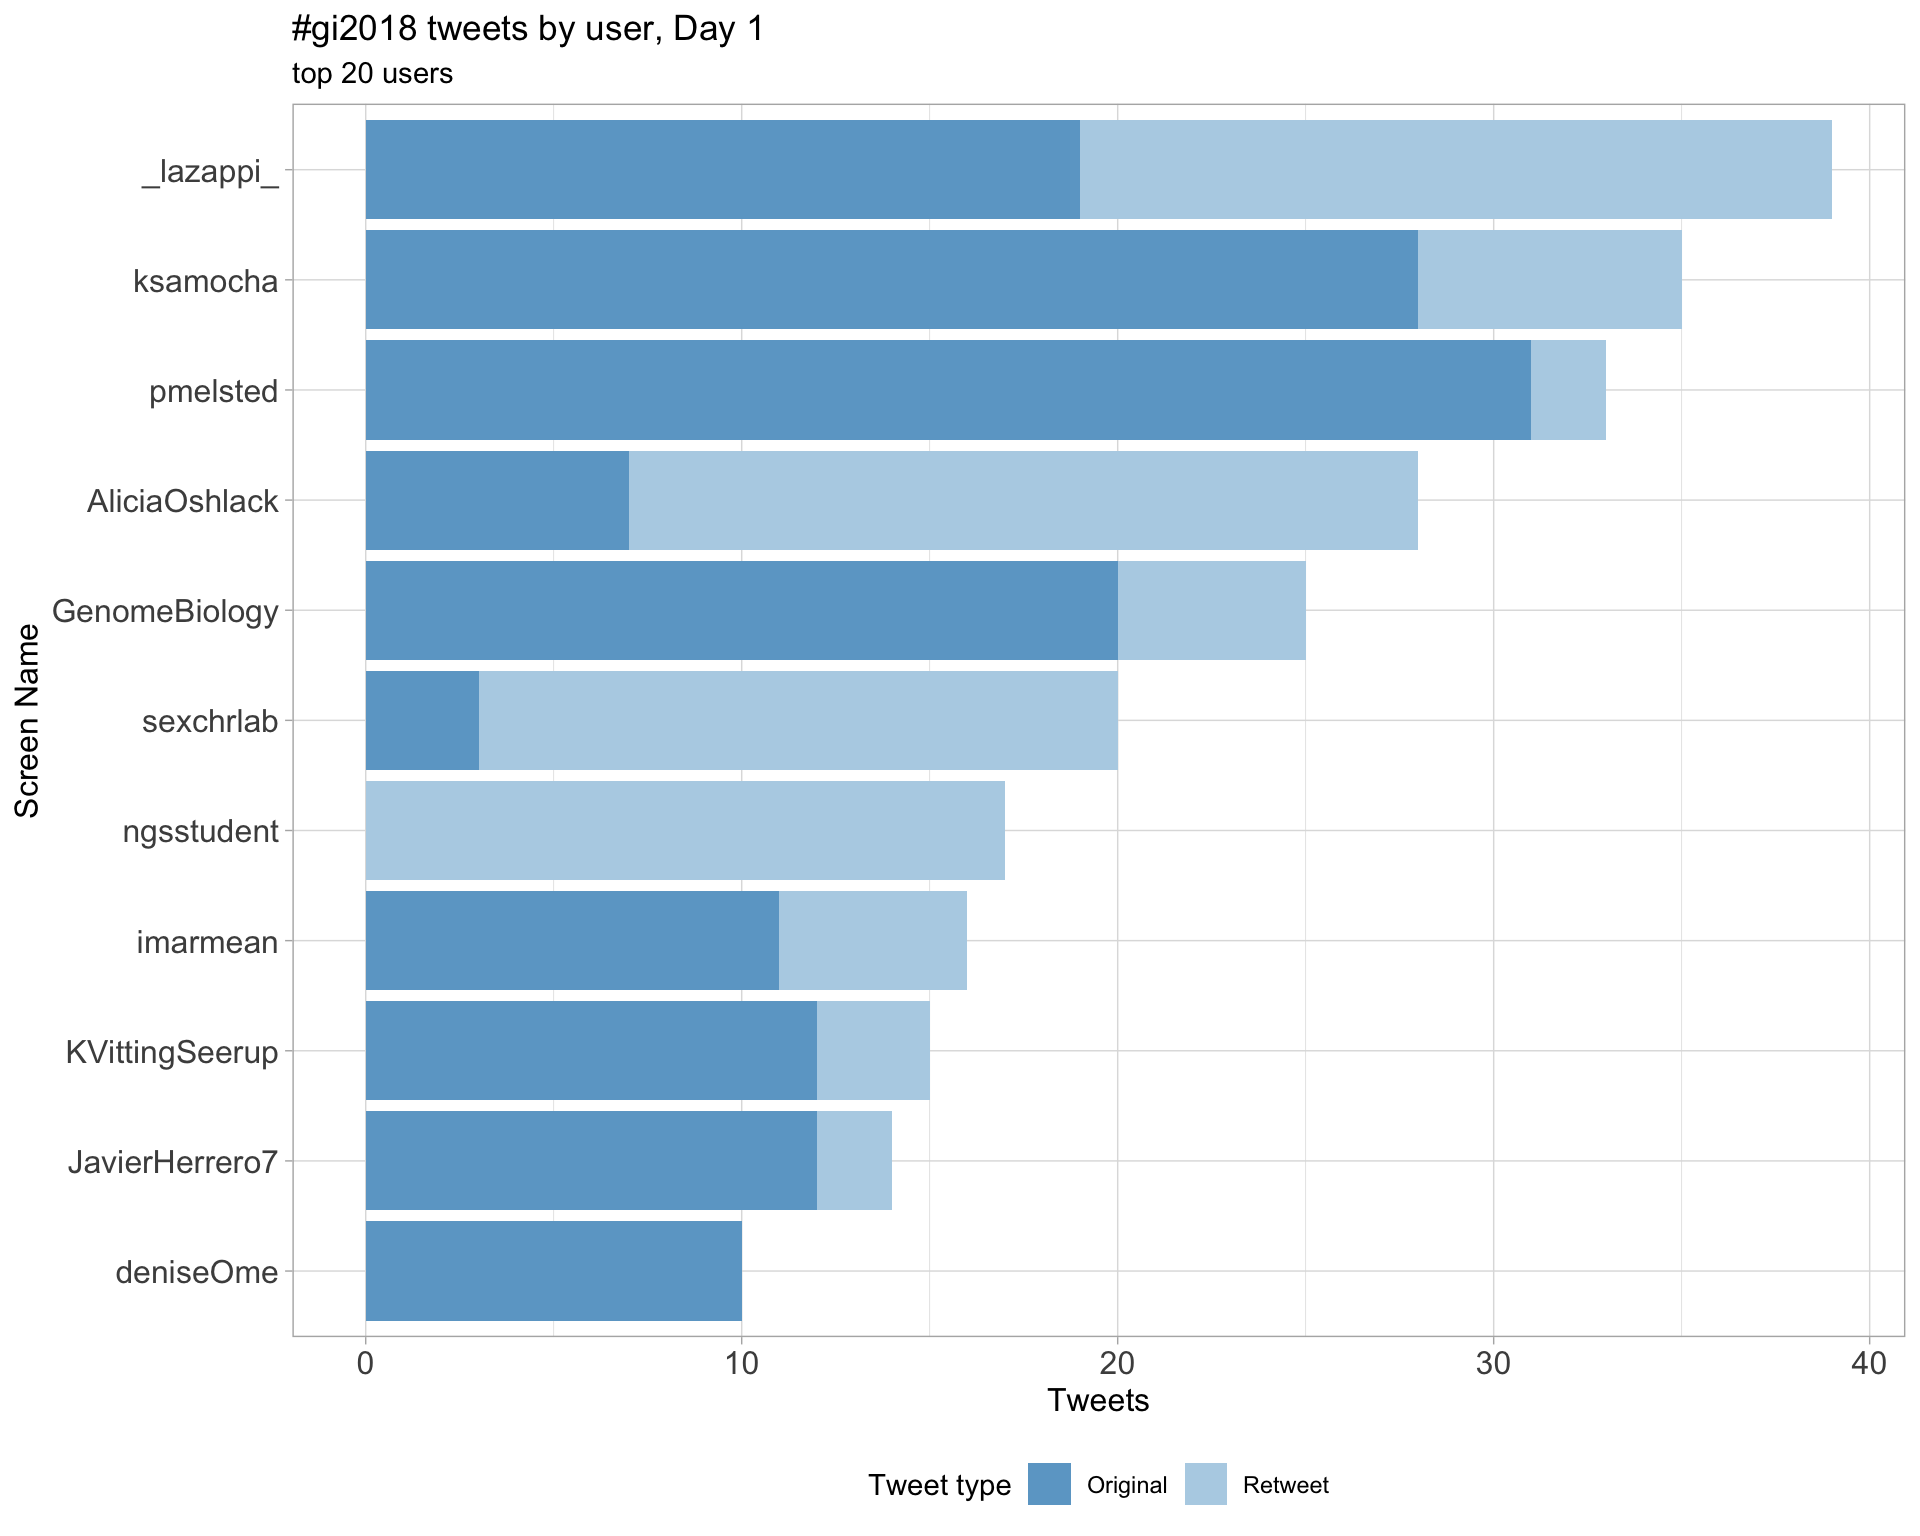 #gi2018 tweets by user, Day 1
top 20 users
Screen Name
_lazappi_
ksamocha
pmelsted
AliciaOshlack
GenomeBiology
sexchrlab
ngsstudent
imarmean
KVittingSeerup
JavierHerrero7
deniseOme
0 10 20 30 40
Tweets
Tweet type Original Retweet